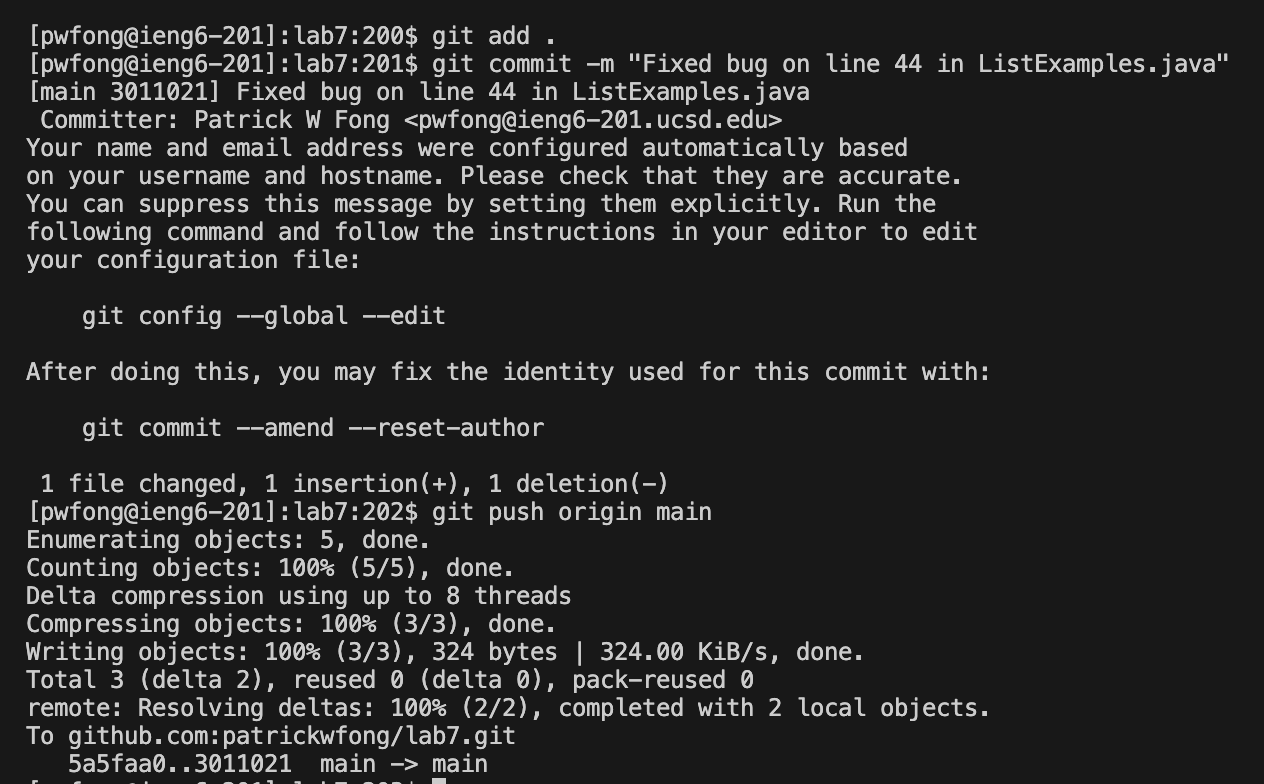 [pwfong@ieng6-201]:lab7:200$ git add .
[pwfong@ieng6-201]:lab7:201$ git commit -m "Fixed bug on line 44 in ListExamples.java"
[main 3011021] Fixed bug on line 44 in ListExamples.java
 Committer: Patrick W Fong <pwfong@ieng6-201.ucsd.edu>
Your name and email address were configured automatically based
on your username and hostname. Please check that they are accurate.
You can suppress this message by setting them explicitly. Run the
following command and follow the instructions in your editor to edit
your configuration file:

    git config --global --edit

After doing this, you may fix the identity used for this commit with:

    git commit --amend --reset-author

 1 file changed, 1 insertion(+), 1 deletion(-)
[pwfong@ieng6-201]:lab7:202$ git push origin main
Enumerating objects: 5, done.
Counting objects: 100% (5/5), done.
Delta compression using up to 8 threads
Compressing objects: 100% (3/3), done.
Writing objects: 100% (3/3), 324 bytes | 324.00 KiB/s, done.
Total 3 (delta 2), reused 0 (delta 0), pack-reused 0
remote: Resolving deltas: 100% (2/2), completed with 2 local objects.
To github.com:patrickwfong/lab7.git
   5a5faa0..3011021  main -> main